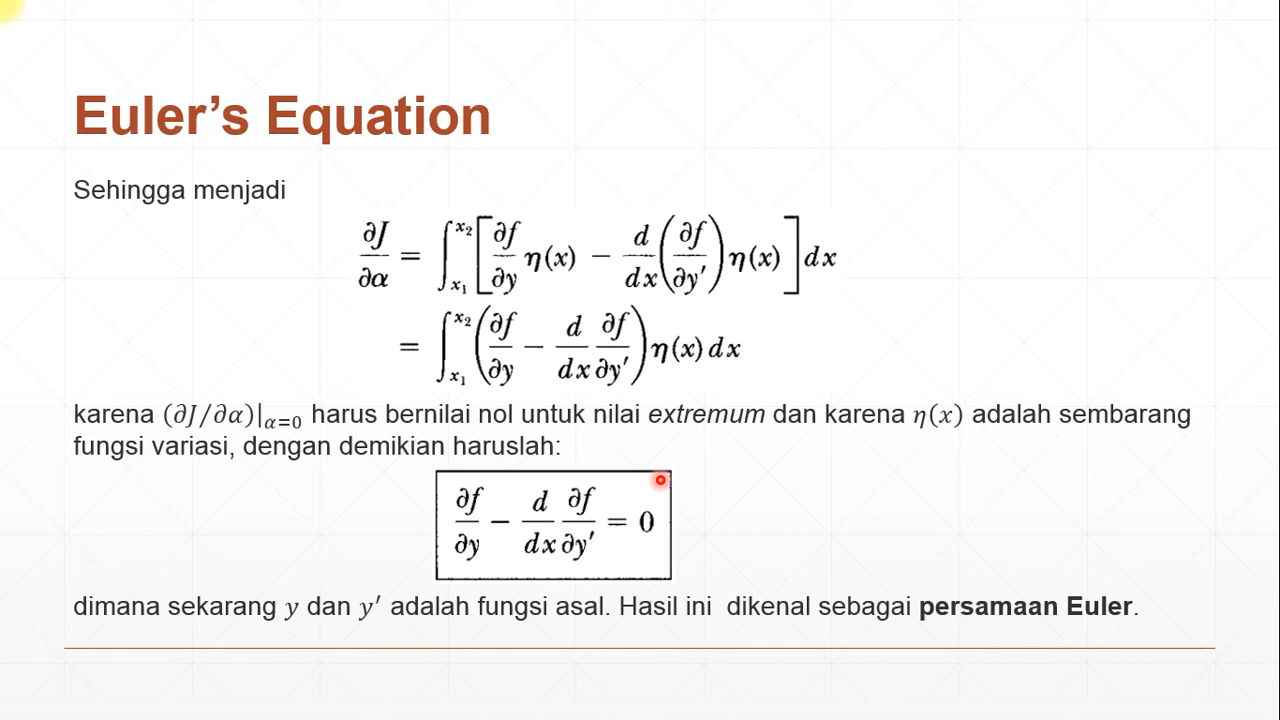 Euler’s Equation
Sehingga menjadi
∂J/∂α = ∫_{x₁}^{x₂} [ ∂f/∂y η(x) − d/dx (∂f/∂y′) η(x) ] dx
= ∫_{x₁}^{x₂} ( ∂f/∂y − d/dx ∂f/∂y′ ) η(x) dx
karena (∂J/∂α)|_{α=0} harus bernilai nol untuk nilai extremum dan karena η(x) adalah sembarang
fungsi variasi, dengan demikian haruslah:
∂f/∂y − d/dx ∂f/∂y′ = 0
dimana sekarang y dan y′ adalah fungsi asal. Hasil ini dikenal sebagai persamaan Euler.